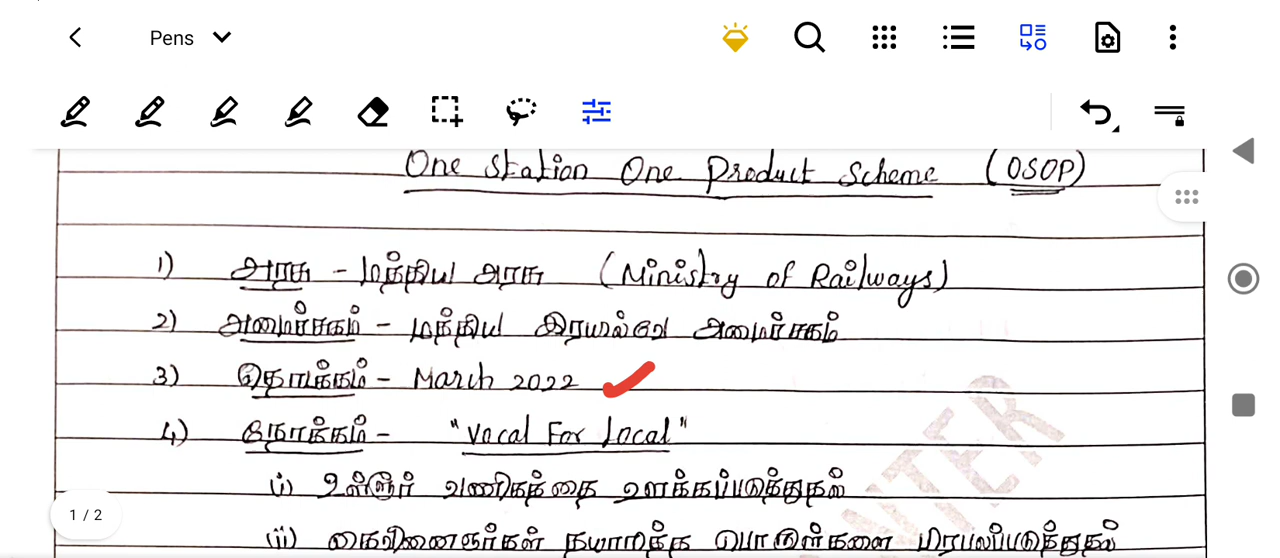 Pens
One Station One Product Scheme (OSOP)
1) அரசு - மத்திய அரசு (Ministry of Railways)
2) அமைச்சகம் - மத்திய இரயில்வே அமைச்சகம்
3) தொடக்கம் - March 2022
4) நோக்கம் - "Vocal For Local"
i) உள்ளூர் வணிகத்தை ஊக்கப்படுத்துதல்
1 / 2
ii) கைவினைஞர்கள் தயாரித்த பொருள்களை பிரபலப்படுத்துதல்